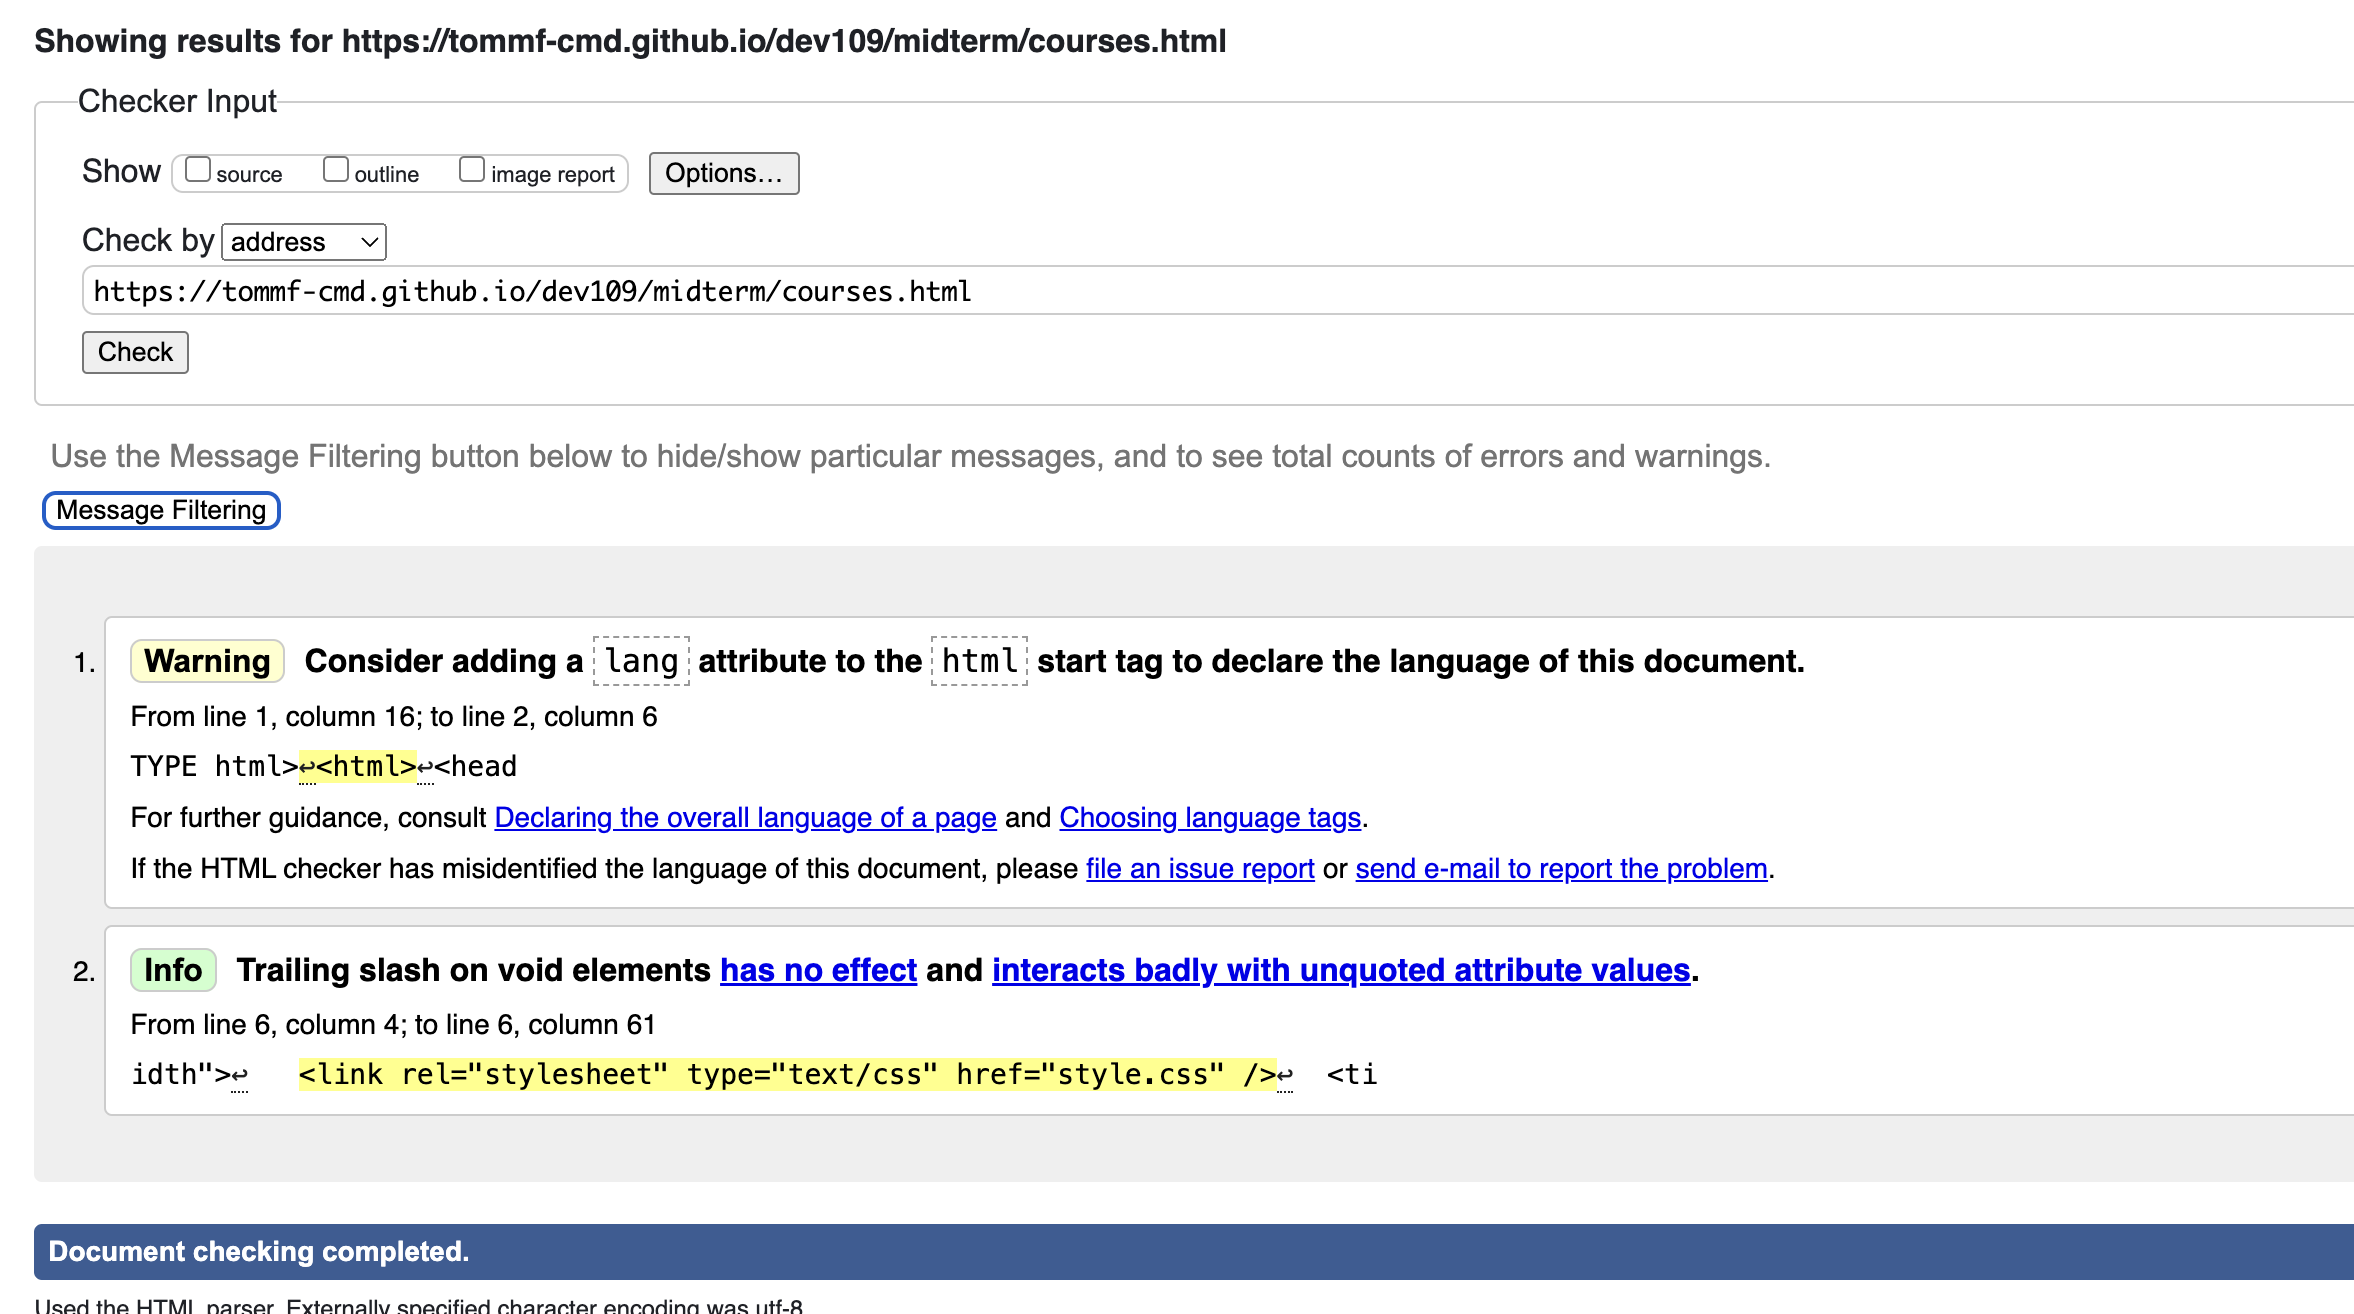 Showing results for https://tommf-cmd.github.io/dev109/midterm/courses.html
Checker Input
Show source outline image report Options…
Check by address
https://tommf-cmd.github.io/dev109/midterm/courses.html
Check
Use the Message Filtering button below to hide/show particular messages, and to see total counts of errors and warnings.
Message Filtering
1. Warning Consider adding a lang attribute to the html start tag to declare the language of this document.
From line 1, column 16; to line 2, column 6
TYPE html>↩<html>↩<head
For further guidance, consult Declaring the overall language of a page and Choosing language tags.
If the HTML checker has misidentified the language of this document, please file an issue report or send e-mail to report the problem.
2. Info Trailing slash on void elements has no effect and interacts badly with unquoted attribute values.
From line 6, column 4; to line 6, column 61
idth">↩   <link rel="stylesheet" type="text/css" href="style.css" />↩  <ti
Document checking completed.
Used the HTML parser. Externally specified character encoding was utf-8.